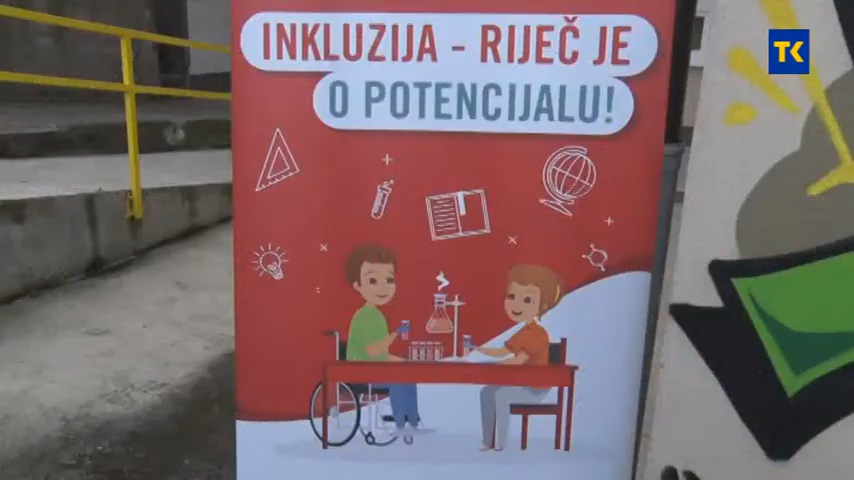 INKLUZIJA - RIJEČ JE
O POTENCIJALU!
TK